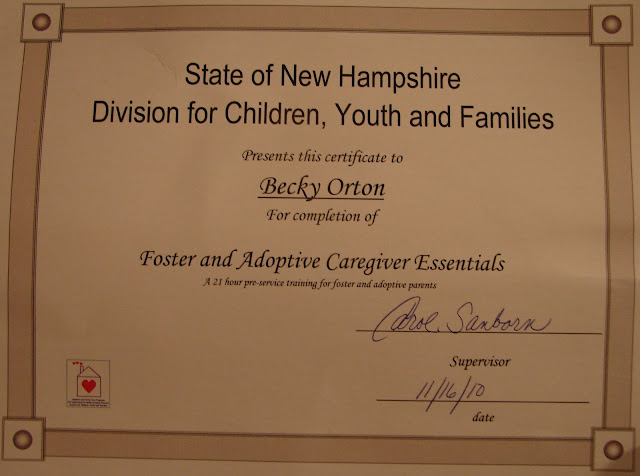 State of New Hampshire
Division for Children, Youth and Families
Presents this certificate to
Becky Orton
For completion of
Foster and Adoptive Caregiver Essentials
A 21 hour pre-service training for foster and adoptive parents
Carol Sanborn
Supervisor
11/16/10
date